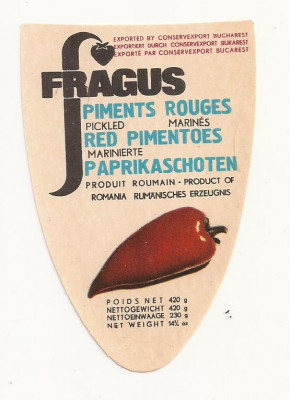 EXPORTED BY CONSERVEXPORT BUCHAREST
EXPORTIERT DURCH CONSERVEXPORT BUKAREST
EXPORTÉ PAR CONSERVEXPORT BUCAREST
FRAGUS
PIMENTS ROUGES
PICKLED MARINÉS
RED PIMENTOES
MARINIERTE
PAPRIKASCHOTEN
PRODUIT ROUMAIN - PRODUCT OF
ROMANIA RUMÄNISCHES ERZEUGNIS
POIDS NET 420 g
NETTOGEWICHT 420 g
NETTOEINWAAGE 230 g
NET WEIGHT 14¾ oz